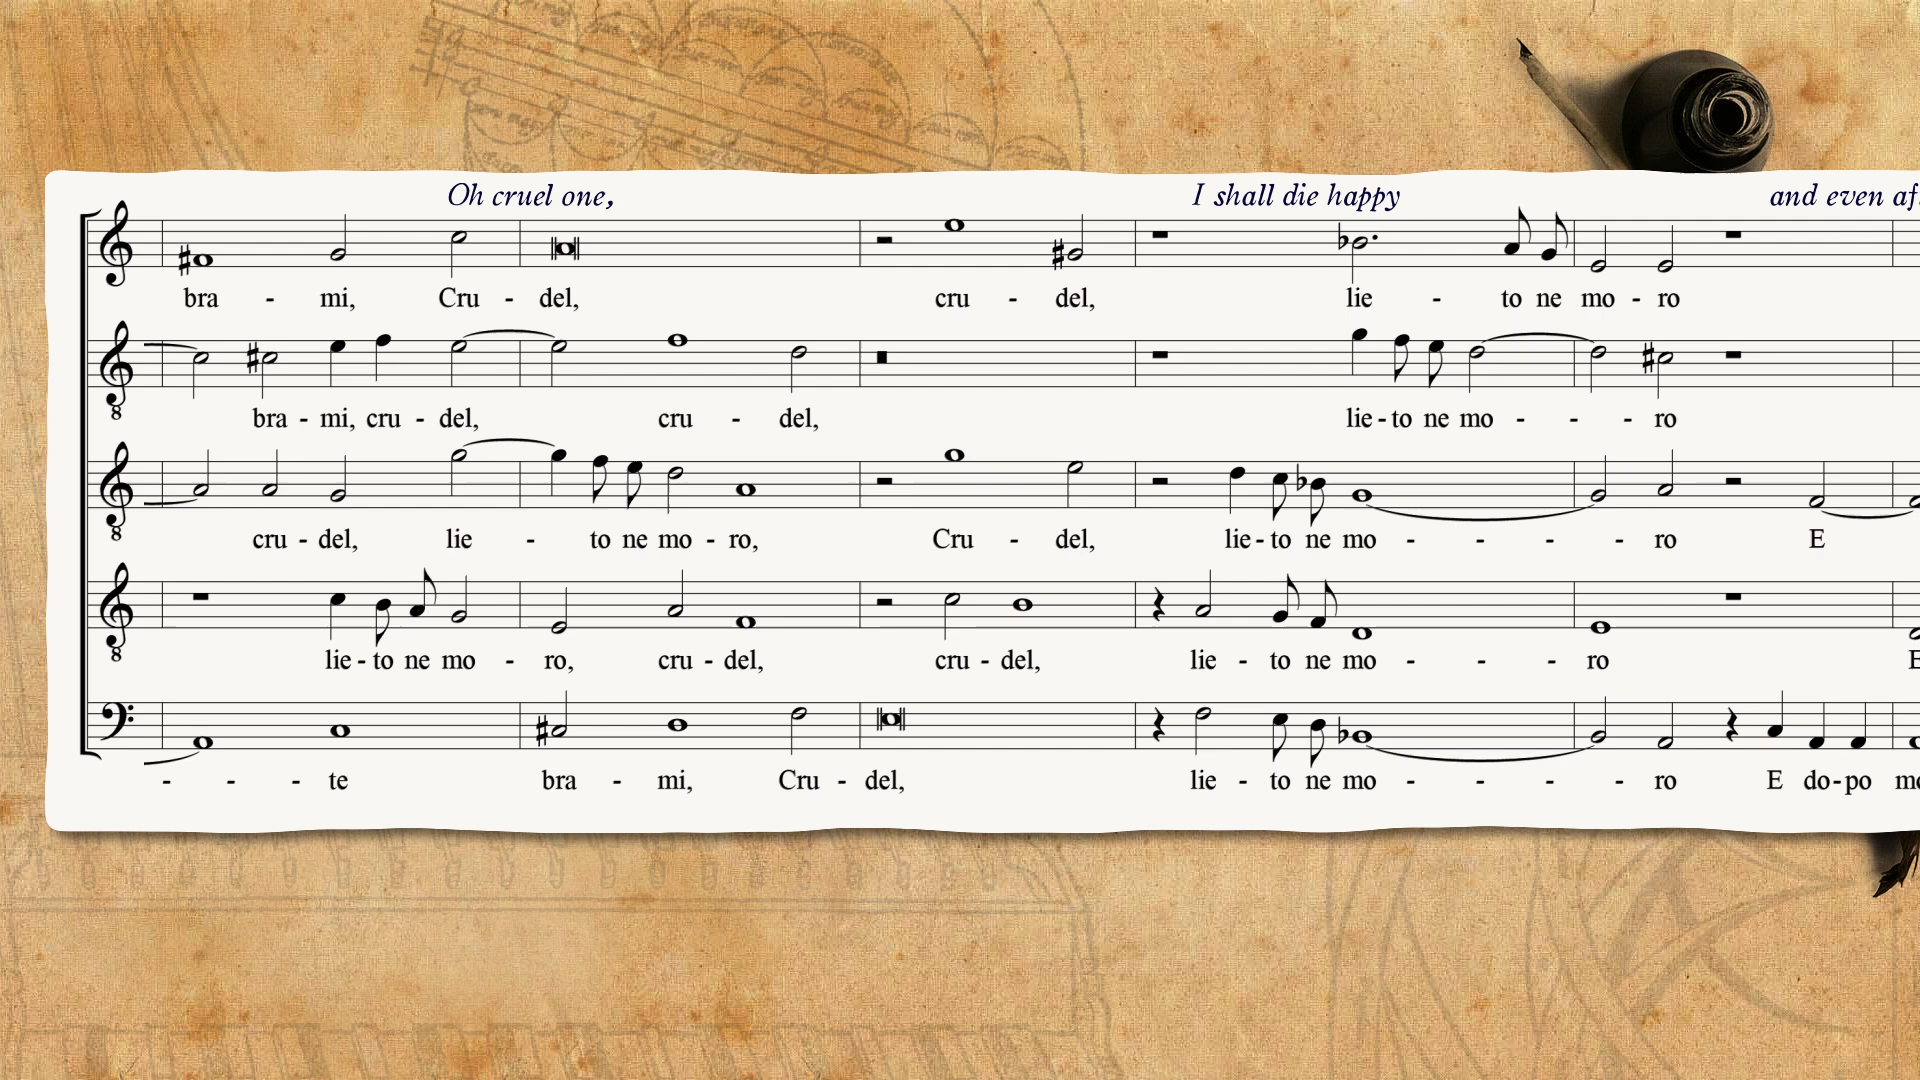 Oh cruel one, I shall die happy and even af
bra - mi, Cru - del, cru - del, lie - to ne mo - ro
bra - mi, cru - del, cru - del, lie - to ne mo - - - ro
cru - del, lie - to ne mo - ro, Cru - del, lie - to ne mo - - - - ro E
lie - to ne mo - ro, cru - del, cru - del, lie - to ne mo - - - ro E
- - - te bra - mi, Cru - del, lie - to ne mo - - - - ro E do - po mo